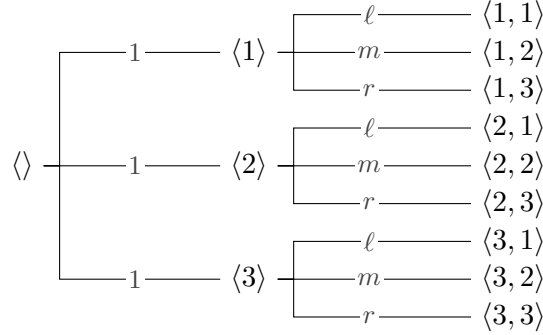 ℓ ⟨1, 1⟩
1 ⟨1⟩ m ⟨1, 2⟩
r ⟨1, 3⟩
ℓ ⟨2, 1⟩
⟨⟩ 1 ⟨2⟩ m ⟨2, 2⟩
r ⟨2, 3⟩
ℓ ⟨3, 1⟩
1 ⟨3⟩ m ⟨3, 2⟩
r ⟨3, 3⟩